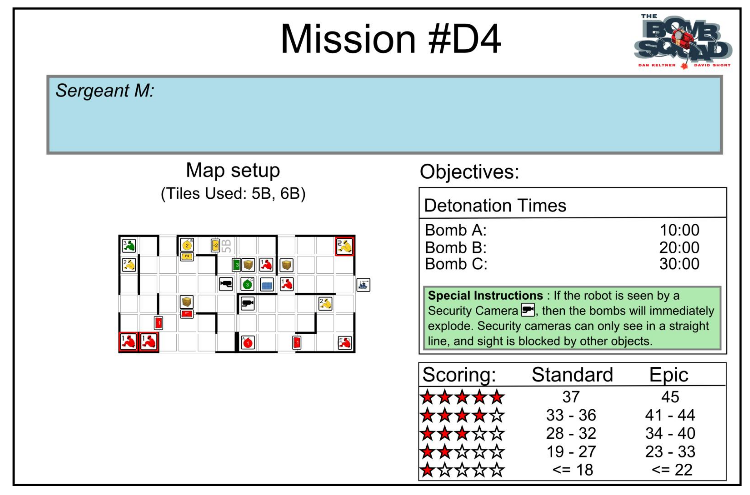 Mission #D4
THE
BOMB
SQUAD
DAN KELTNER DAVID SHORT
Sergeant M:
Map setup
(Tiles Used: 5B, 6B)
5B
Objectives:
Detonation Times
Bomb A: 10:00
Bomb B: 20:00
Bomb C: 30:00
Special Instructions : If the robot is seen by a
Security Camera , then the bombs will immediately
explode. Security cameras can only see in a straight
line, and sight is blocked by other objects.
Scoring: Standard Epic
37 45
33 - 36 41 - 44
28 - 32 34 - 40
19 - 27 23 - 33
<= 18 <= 22